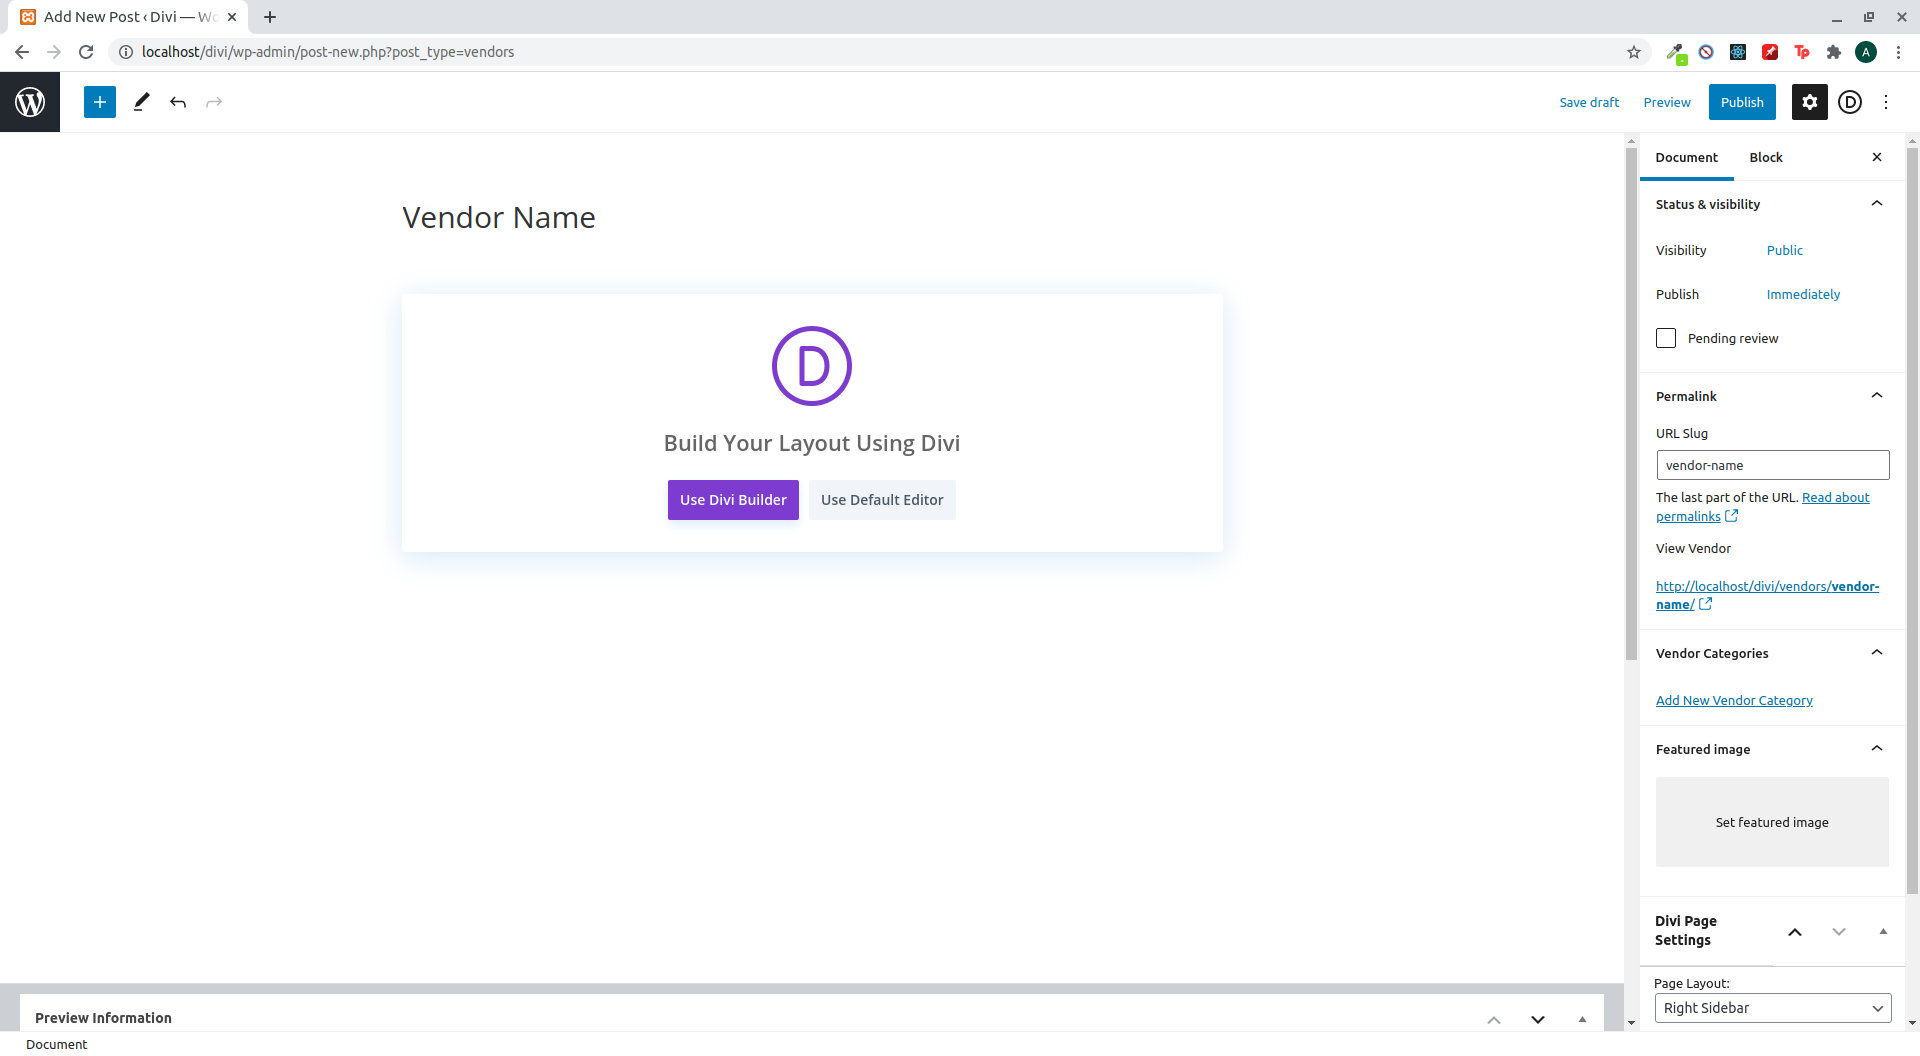 Add New Post ‹ Divi — Wo
localhost/divi/wp-admin/post-new.php?post_type=vendors
Tp
A
Save draft
Preview
Publish
D
Vendor Name
D
Build Your Layout Using Divi
Use Divi Builder
Use Default Editor
Document
Block
Status & visibility
Visibility
Public
Publish
Immediately
Pending review
Permalink
URL Slug
vendor-name
The last part of the URL. Read about
permalinks
View Vendor
http://localhost/divi/vendors/vendor-
name/
Vendor Categories
Add New Vendor Category
Featured image
Set featured image
Divi Page
Settings
Page Layout:
Right Sidebar
Preview Information
Document